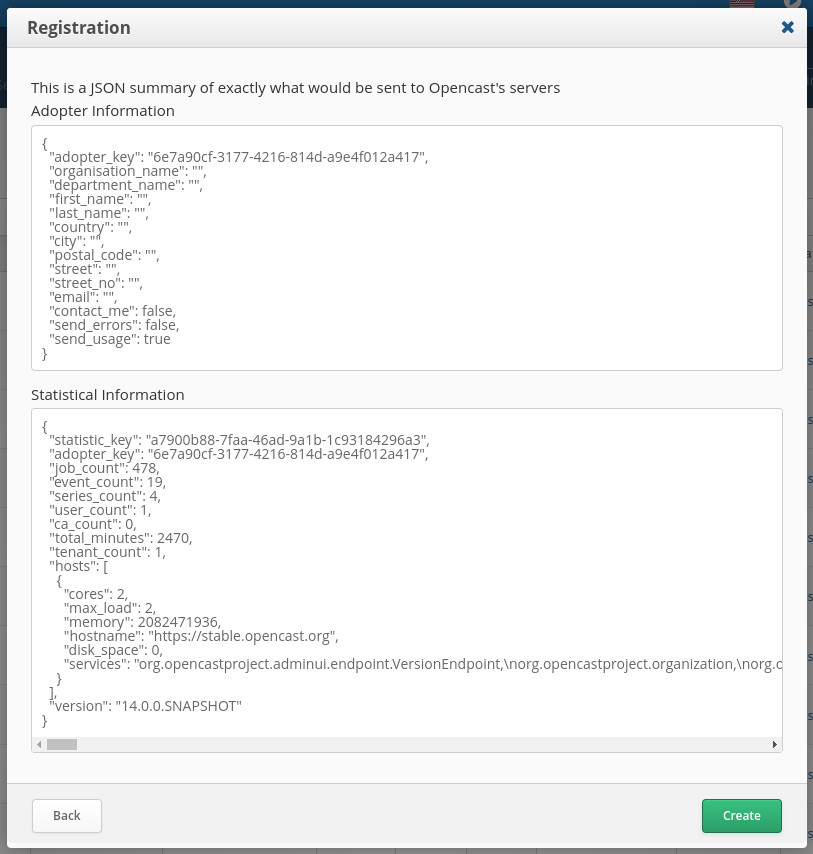 Registration
This is a JSON summary of exactly what would be sent to Opencast's servers
Adopter Information
{
"adopter_key": "6e7a90cf-3177-4216-814d-a9e4f012a417",
"organisation_name": "",
"department_name": "",
"first_name": "",
"last_name": "",
"country": "",
"city": "",
"postal_code": "",
"street": "",
"street_no": "",
"email": "",
"contact_me": false,
"send_errors": false,
"send_usage": true
}
Statistical Information
{
"statistic_key": "a7900b88-7faa-46ad-9a1b-1c93184296a3",
"adopter_key": "6e7a90cf-3177-4216-814d-a9e4f012a417",
"job_count": 478,
"event_count": 19,
"series_count": 4,
"user_count": 1,
"ca_count": 0,
"total_minutes": 2470,
"tenant_count": 1,
"hosts": [
{
"cores": 2,
"max_load": 2,
"memory": 2082471936,
"hostname": "https://stable.opencast.org",
"disk_space": 0,
"services": "org.opencastproject.adminui.endpoint.VersionEndpoint,\norg.opencastproject.organization,\norg.o
}
],
"version": "14.0.0.SNAPSHOT"
}
Back
Create